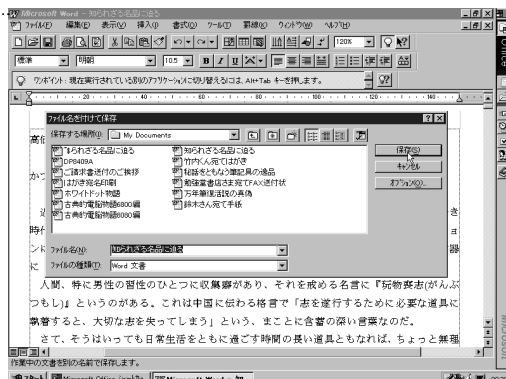 Microsoft Word - 知られざる名品に迫る
ファイル(F) 編集(E) 表示(V) 挿入(I) 書式(O) ツール(T) 罫線(A) ウィンドウ(W) ヘルプ(H)
120%
標準 明朝 10.5 B I U
ワンポイント: 現在実行されている別のアプリケーションに切り替えるには、Alt+Tab キーを押します。
20 40 60 80 100 120 140
ファイル名を付けて保存
保存する場所(I): My Documents
保存(S)
キャンセル
オプション(O)...
知られざる名品に迫る
DP8409A
ご請求書送付のご挨拶
はがき宛名印刷
ホワイトドット物語
古典的電脳物語6800編
古典的電脳物語8080編
知られざる名品に迫る
竹内くん宛てはがき
秘話をともなう筆記具の逸品
勉強堂書店さま宛てFAX送付状
万年筆復活説の真偽
鈴木さん宛て手紙
ファイル名(N): 知られざる名品に迫る
ファイルの種類(T): Word 文書
人間、特に男性の習性のひとつに収集癖があり、それを戒める名言に『玩物喪志(がんぶ
つもし)』というのがある。これは中国に伝わる格言で「志を遂行するために必要な道具に
執着すると、大切な志を失ってしまう」という、まことに含蓄の深い言葉なのだ。
さて、そうはいっても日常生活をともに過ごす時間の長い道具ともなれば、ちょっと無理
作業中の文書を別の名前で保存します。
Office